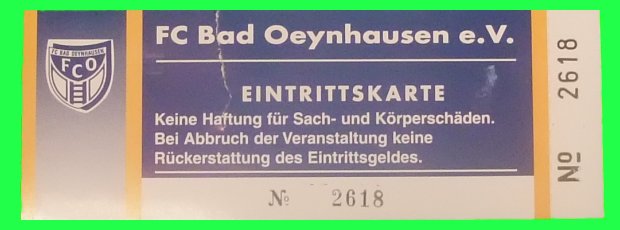 FC BAD OEYNHAUSEN
FCO
FC Bad Oeynhausen e.V.
EINTRITTSKARTE
Keine Haftung für Sach- und Körperschäden.
Bei Abbruch der Veranstaltung keine
Rückerstattung des Eintrittsgeldes.
№ 2618
№ 2618